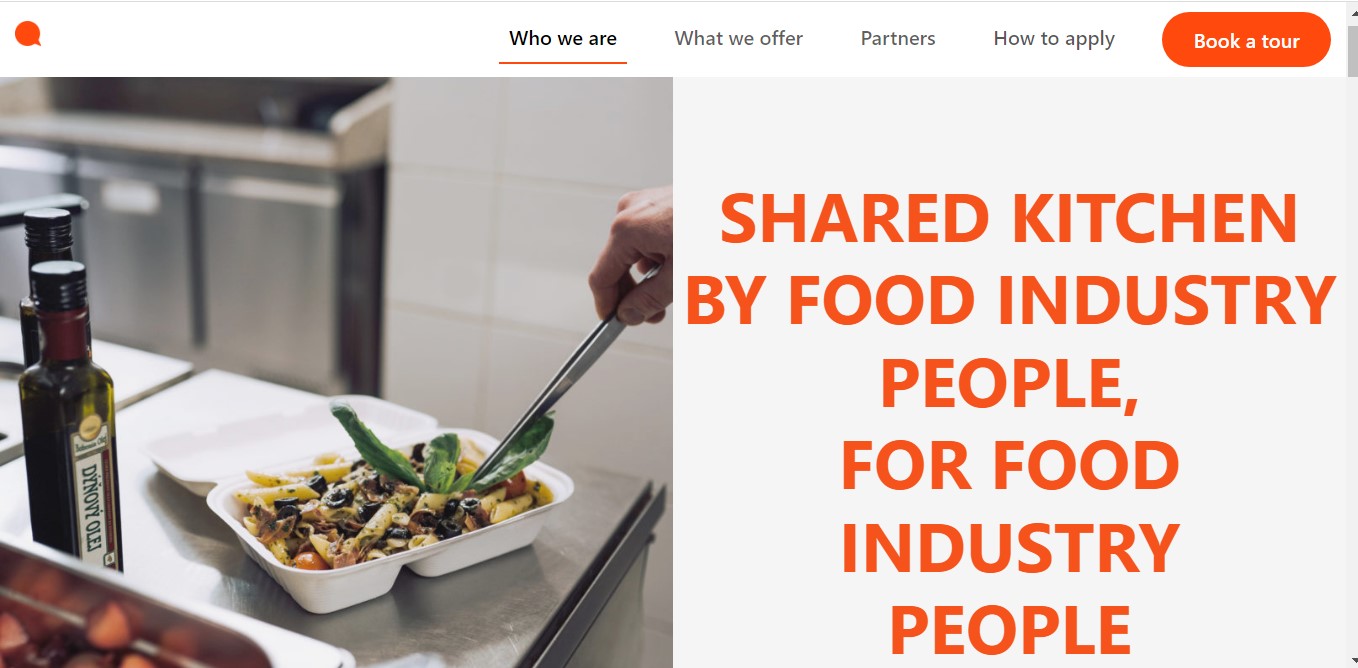 Who we are
What we offer
Partners
How to apply
Book a tour
SHARED KITCHEN
BY FOOD INDUSTRY
PEOPLE,
FOR FOOD
INDUSTRY
PEOPLE
DÝŇOVÝ OLEJ